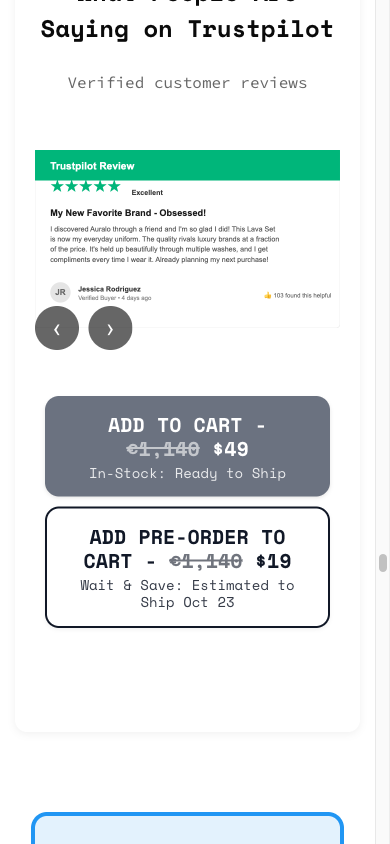 What People Are
Saying on Trustpilot
Verified customer reviews
Trustpilot Review
★★★★★ Excellent
My New Favorite Brand - Obsessed!
I discovered Auralo through a friend and I'm so glad I did! This Lava Set
is now my everyday uniform. The quality rivals luxury brands at a fraction
of the price. It's held up beautifully through multiple washes, and I get
compliments every time I wear it. Already planning my next purchase!
JR
Jessica Rodriguez
Verified Buyer • 4 days ago
👍 103 found this helpful
‹ ›
ADD TO CART -
€1,140 $49
In-Stock: Ready to Ship
ADD PRE-ORDER TO
CART - €1,140 $19
Wait & Save: Estimated to
Ship Oct 23